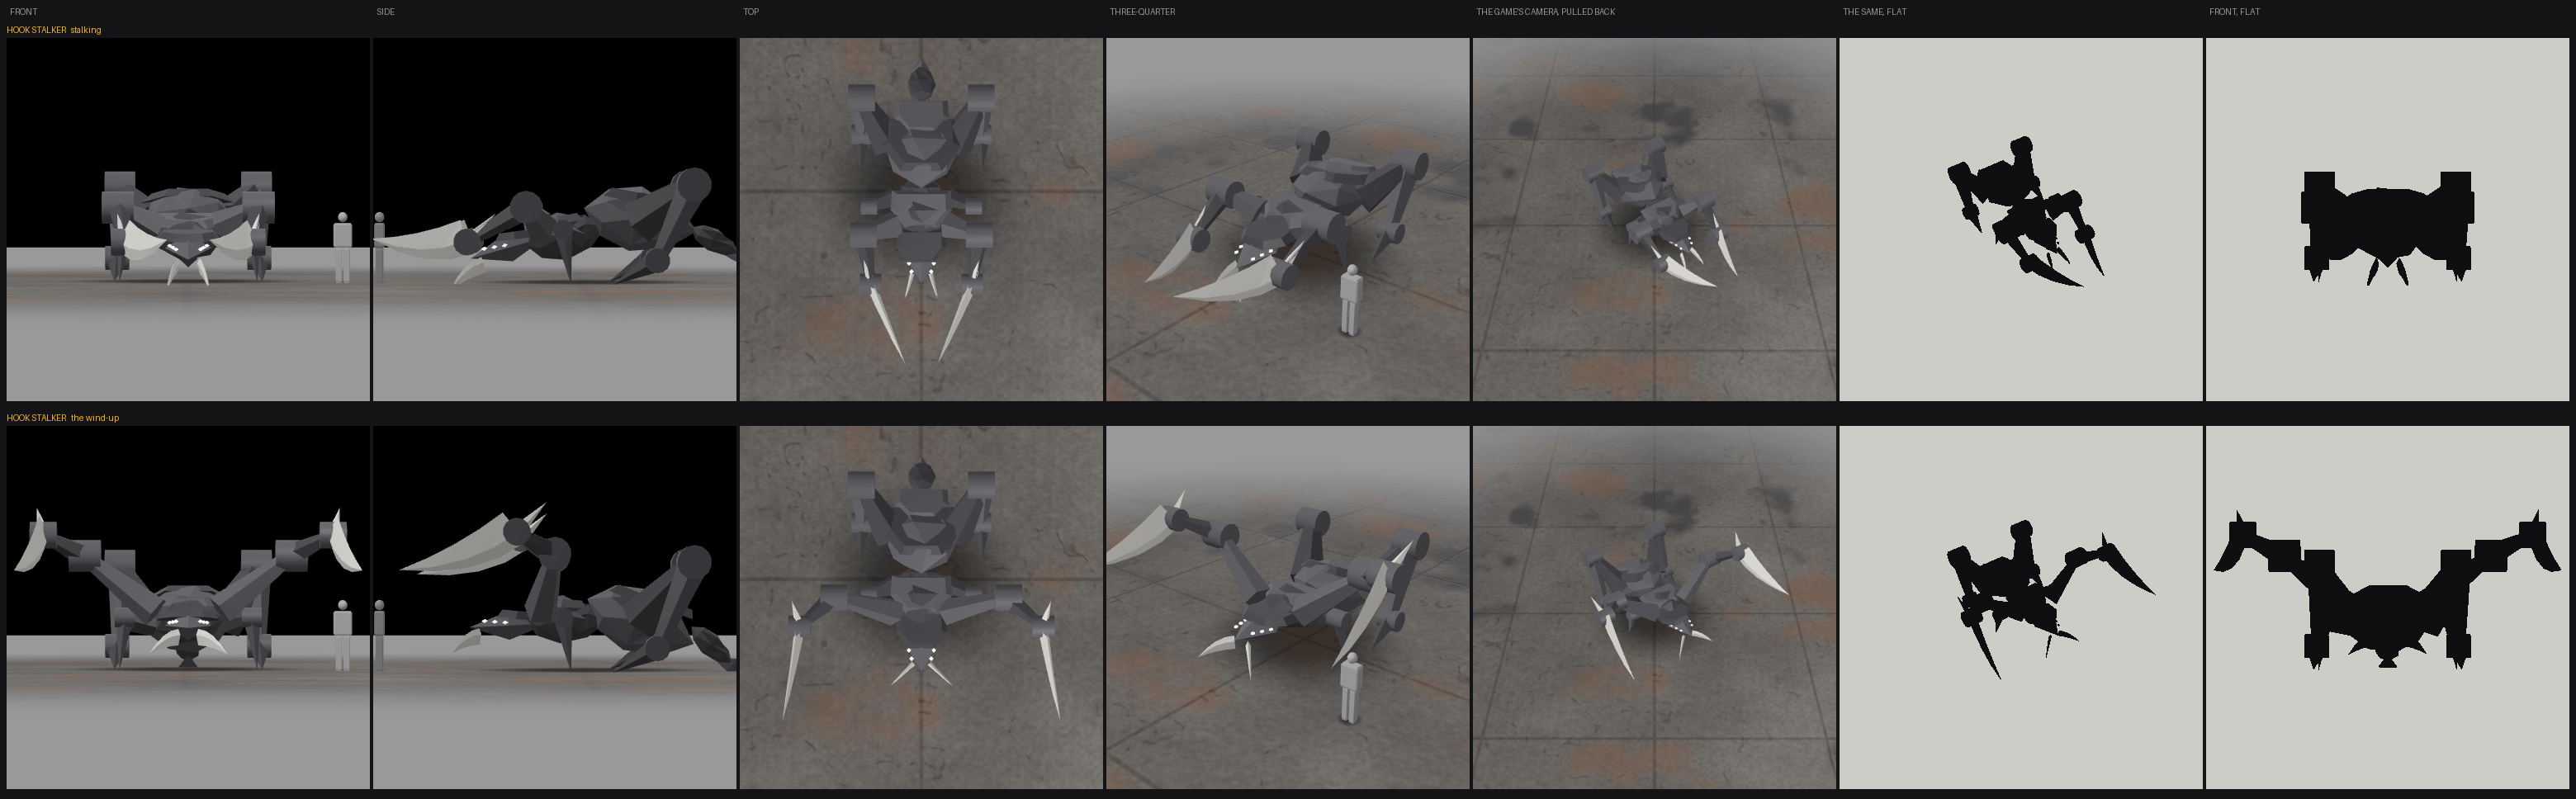 FRONT
SIDE
TOP
THREE-QUARTER
THE GAME'S CAMERA, PULLED BACK
THE SAME, FLAT
FRONT, FLAT
HOOK STALKER stalking
HOOK STALKER the wind-up